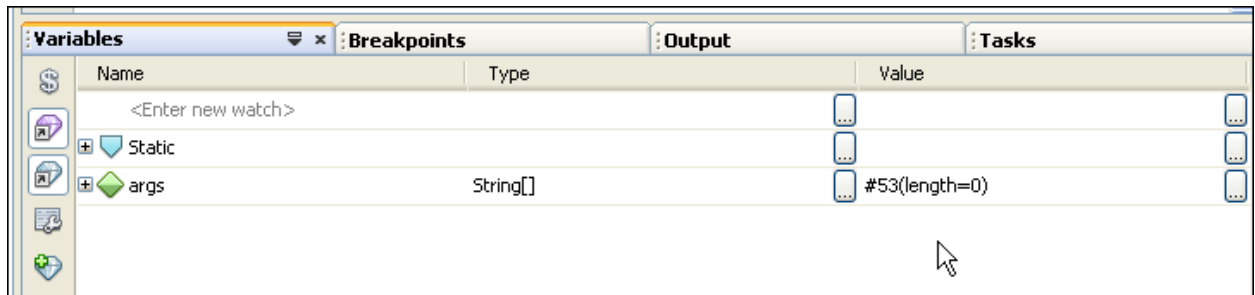 Variables Breakpoints Output Tasks
Name Type Value
<Enter new watch>
... ...
Static
... ...
args String[] ... #53(length=0) ...